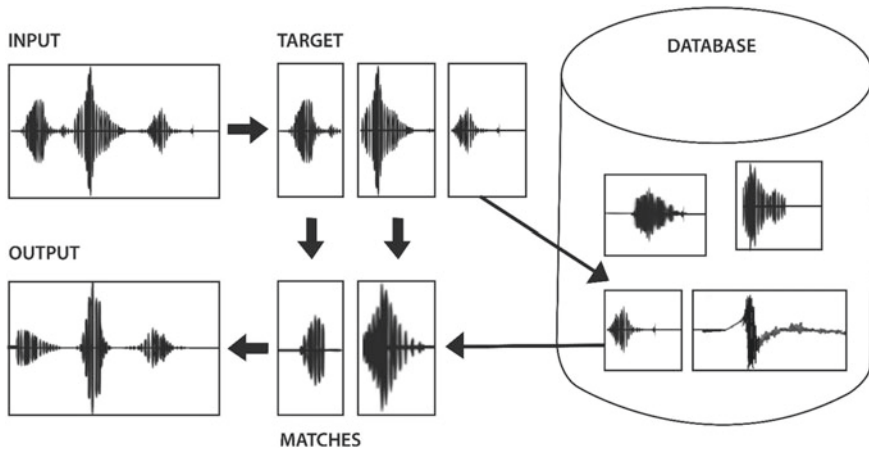 INPUT
TARGET
DATABASE
OUTPUT
MATCHES